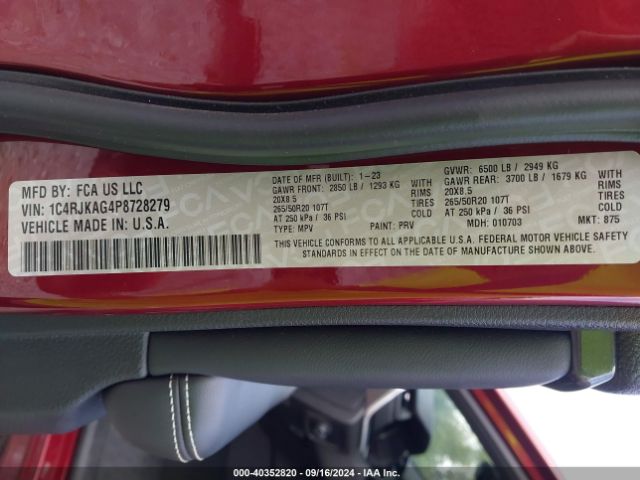 MFD BY: FCA US LLC
VIN: 1C4RJKAG4P8728279
VEHICLE MADE IN U.S.A.
DATE OF MFR (BUILT): 1-23
GAWR FRONT: 2850 LB / 1293 KG
20X8.5 RIMS
265/50R20 107T TIRES
AT 250 kPa / 36 PSI COLD
TYPE: MPV PAINT: PRV
GVWR: 6500 LB / 2949 KG
GAWR REAR: 3700 LB / 1679 KG
20X8.5 RIMS
265/50R20 107T TIRES
AT 250 kPa / 36 PSI COLD
MDH: 010703 MKT: 875
THIS VEHICLE CONFORMS TO ALL APPLICABLE U.S.A. FEDERAL MOTOR VEHICLE SAFETY
STANDARDS IN EFFECT ON THE DATE OF MANUFACTURE SHOWN ABOVE.
000-40352820 - 09/16/2024 - IAA Inc.